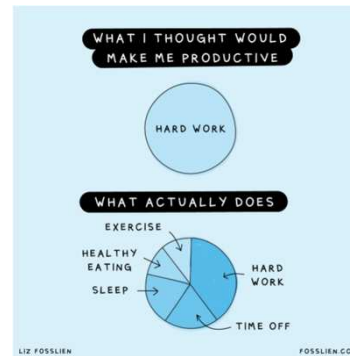 WHAT I THOUGHT WOULD
MAKE ME PRODUCTIVE
HARD WORK
WHAT ACTUALLY DOES
EXERCISE
HEALTHY
EATING
SLEEP
HARD
WORK
TIME OFF
LIZ FOSSLIEN
FOSSLIEN.CO